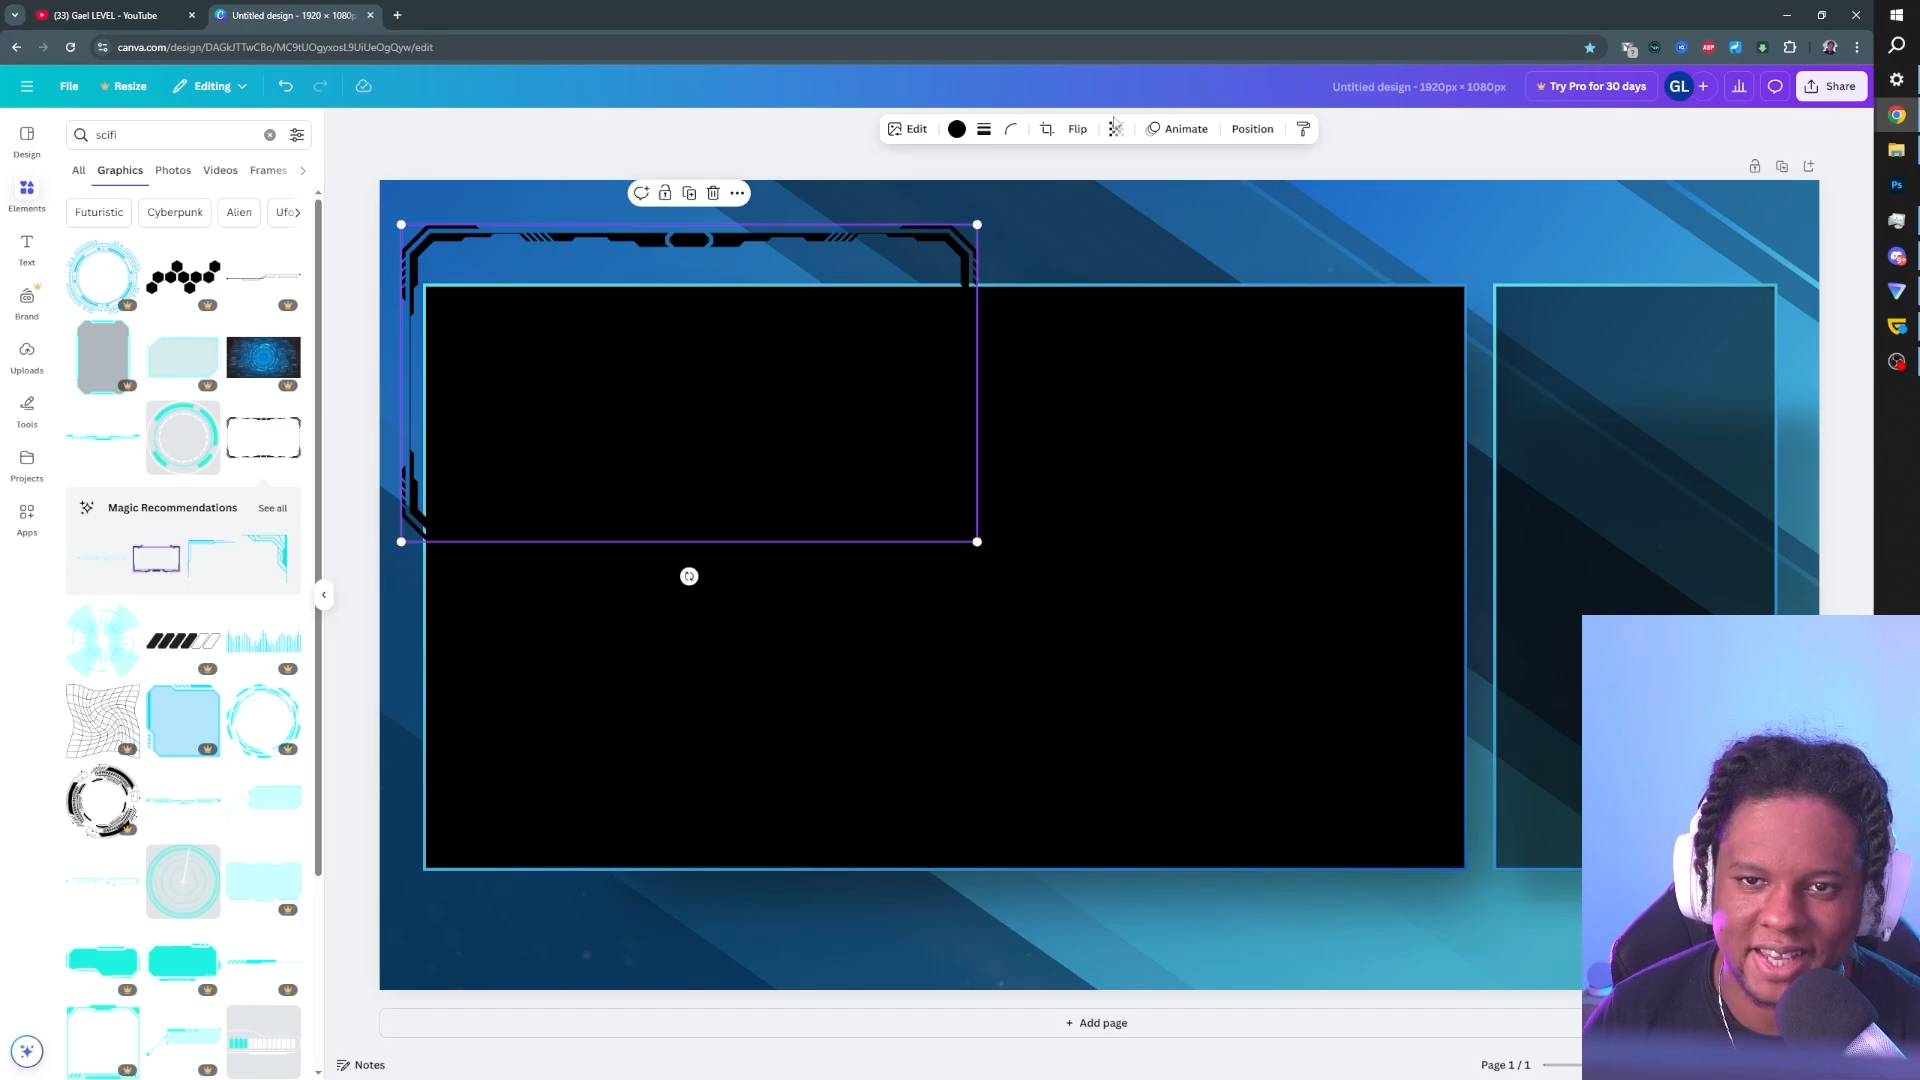 (33) Gael LEVEL - YouTube
Untitled design - 1920 × 1080p
canva.com/design/DAGkJTTwCBo/MC9tUOgyxosL9UiUeOgQyw/edit
ABP
File
Resize
Editing
Untitled design - 1920px × 1080px
Try Pro for 30 days
GL
Share
Edit
Flip
Animate
Position
Design
Elements
Text
Brand
Uploads
Tools
Projects
Apps
scifi
All
Graphics
Photos
Videos
Frames
Futuristic
Cyberpunk
Alien
Ufo
Magic Recommendations
See all
+ Add page
Notes
Page 1 / 1
Ps